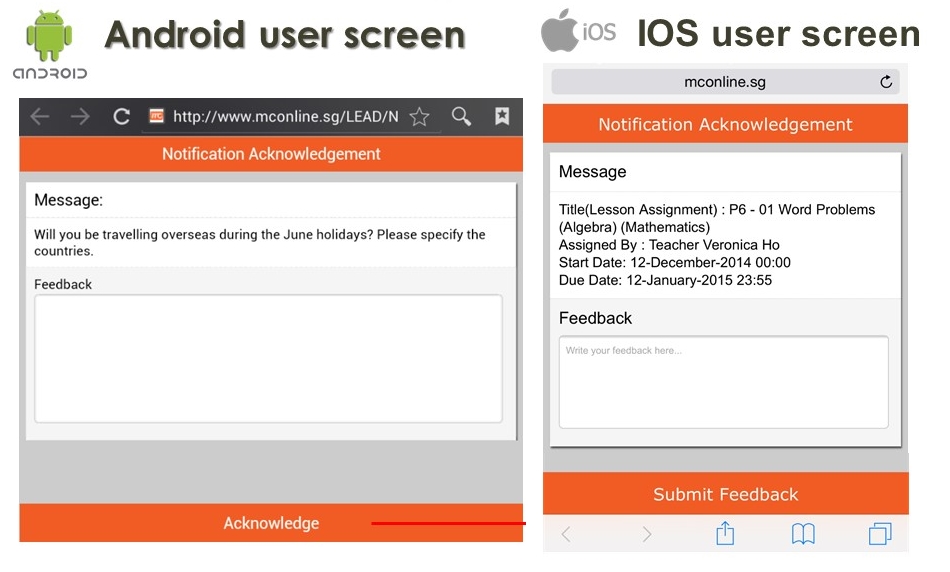 Android user screen
ANDROID
http://www.mconline.sg/LEAD/N
Notification Acknowledgement
Message:
Will you be travelling overseas during the June holidays? Please specify the
countries.
Feedback
Acknowledge
iOS
IOS user screen
mconline.sg
Notification Acknowledgement
Message
Title(Lesson Assignment) : P6 - 01 Word Problems
(Algebra) (Mathematics)
Assigned By : Teacher Veronica Ho
Start Date: 12-December-2014 00:00
Due Date: 12-January-2015 23:55
Feedback
Write your feedback here...
Submit Feedback